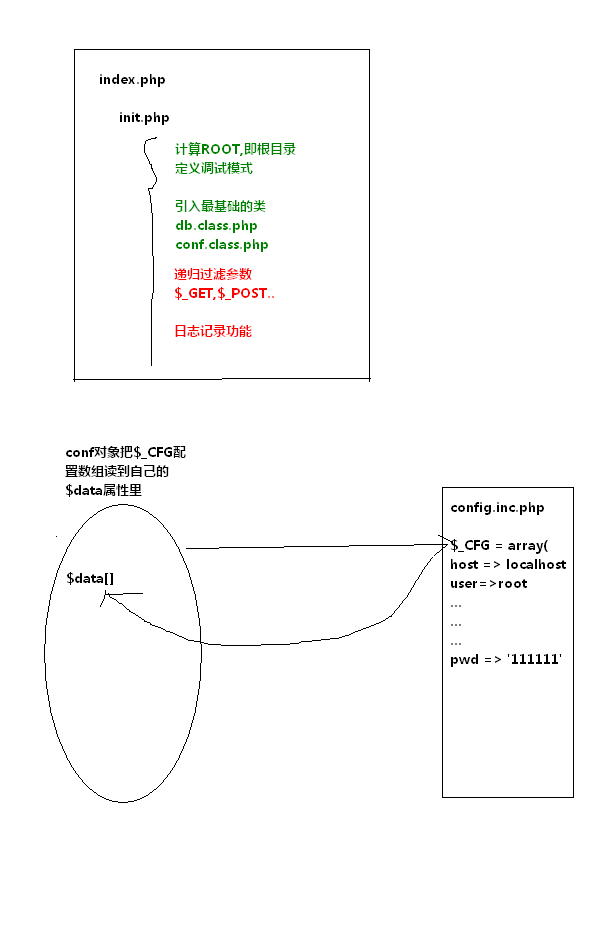 index.php
init.php
计算ROOT,即根目录
定义调试模式
引入最基础的类
db.class.php
conf.class.php
递归过滤参数
$_GET,$_POST..
日志记录功能
conf对象把$_CFG配
置数组读到自己的
$data属性里
$data[]
config.inc.php
$_CFG = array(
host => localhost
user=>root
...
...
...
pwd => '111111'